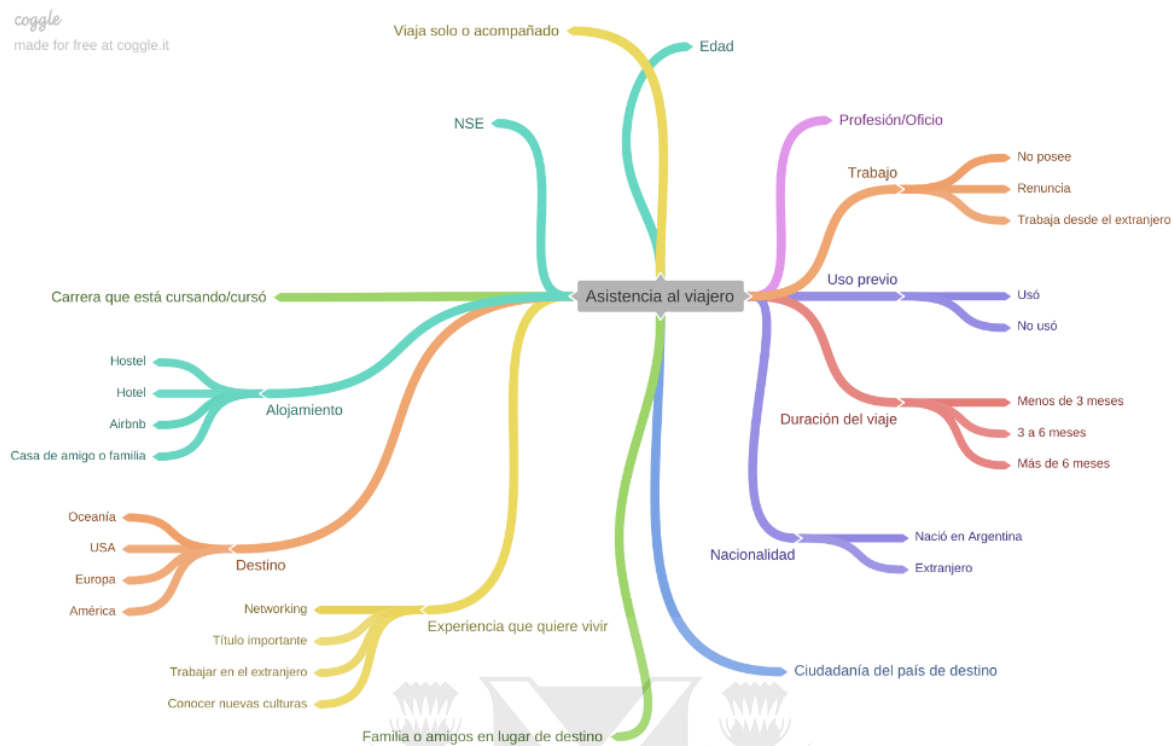 coggle
made for free at coggle.it
Viaja solo o acompañado
Edad
NSE
Profesión/Oficio
Trabajo
No posee
Renuncia
Trabaja desde el extranjero
Asistencia al viajero
Carrera que está cursando/cursó
Uso previo
Usó
No usó
Alojamiento
Hostel
Hotel
Airbnb
Casa de amigo o familia
Duración del viaje
Menos de 3 meses
3 a 6 meses
Más de 6 meses
Destino
Oceanía
USA
Europa
América
Nacionalidad
Nació en Argentina
Extranjero
Experiencia que quiere vivir
Networking
Título importante
Trabajar en el extranjero
Conocer nuevas culturas
Ciudadanía del país de destino
Familia o amigos en lugar de destino